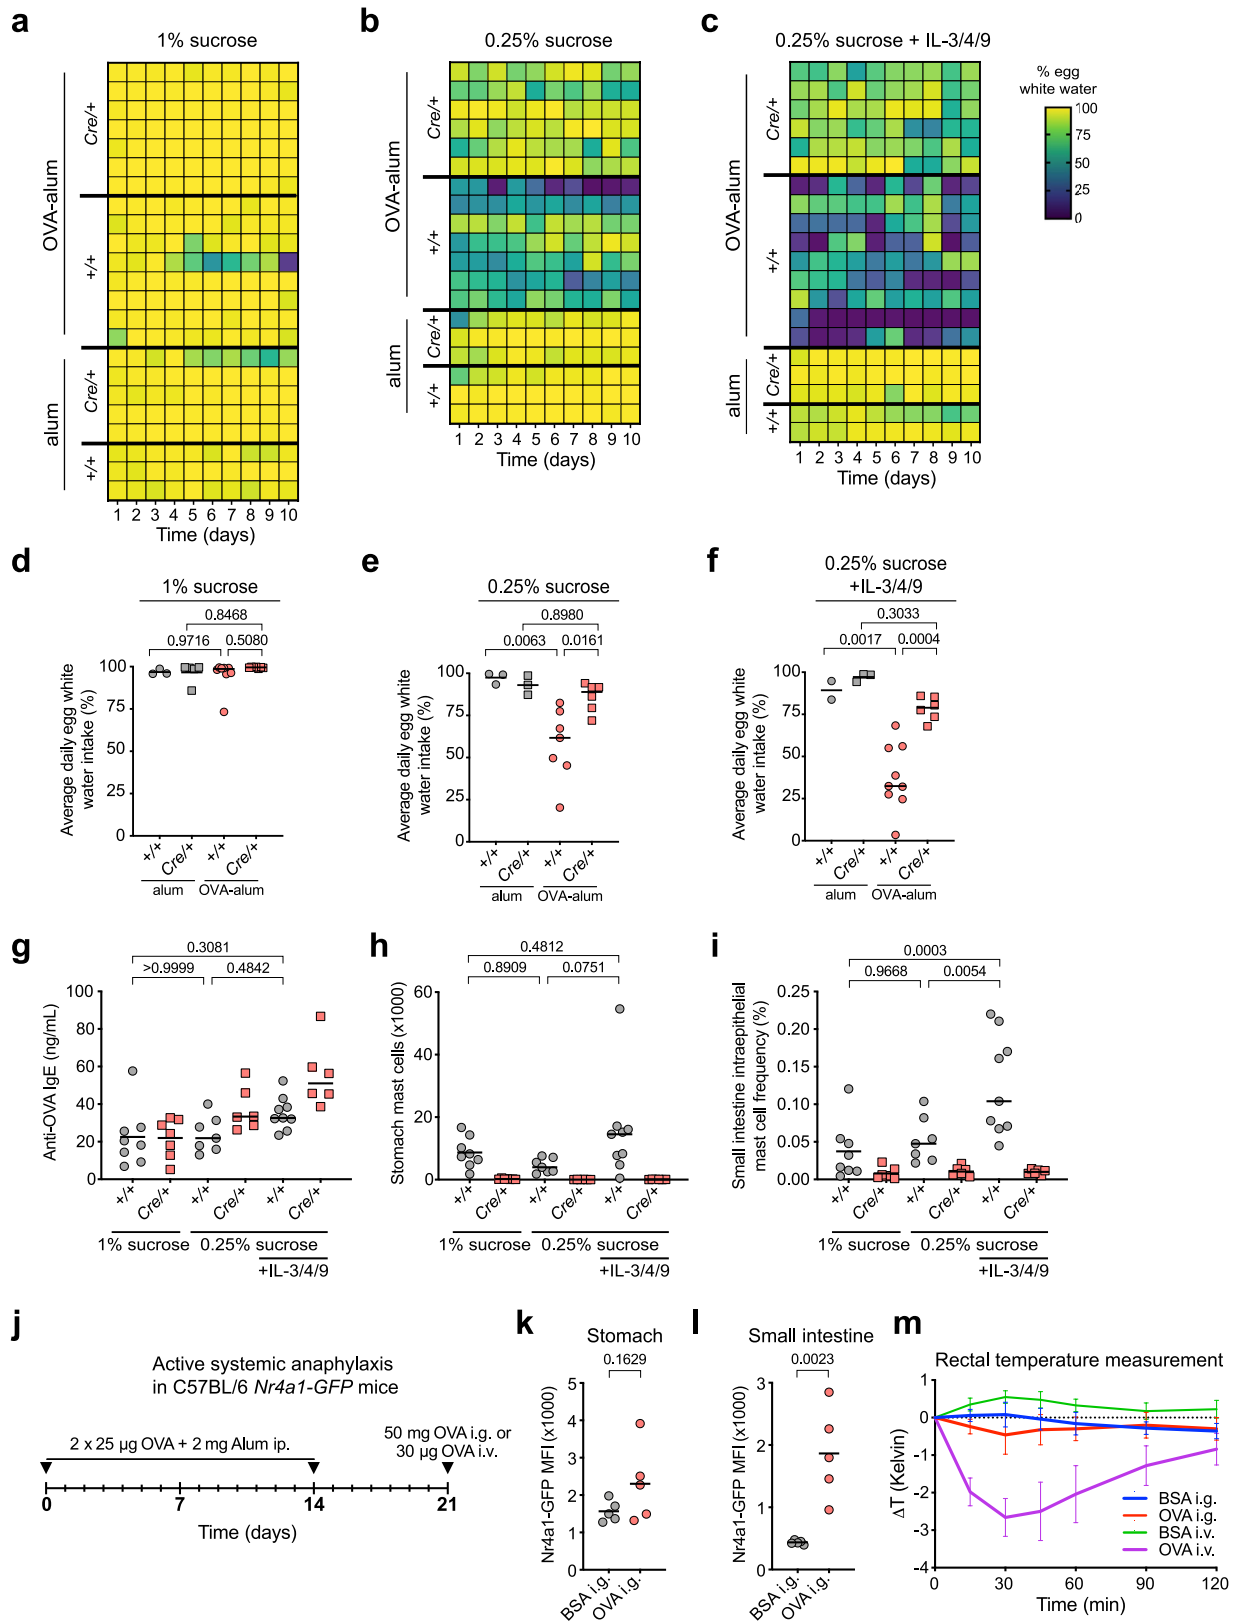 a
1% sucrose
OVA-alum
alum
Cre/+
+/+
Cre/+
+/+
1 2 3 4 5 6 7 8 9 10
Time (days)
b
0.25% sucrose
OVA-alum
alum
Cre/+
+/+
Cre/+
+/+
1 2 3 4 5 6 7 8 9 10
Time (days)
c
0.25% sucrose + IL-3/4/9
OVA-alum
alum
Cre/+
+/+
Cre/+
+/+
1 2 3 4 5 6 7 8 9 10
Time (days)
% egg
white water
100
75
50
25
0
d
1% sucrose
0.8468
0.9716 0.5080
Average daily egg white
water intake (%)
100
75
50
25
0
+/+ Cre/+ +/+ Cre/+
alum OVA-alum
e
0.25% sucrose
0.8980
0.0063 0.0161
Average daily egg white
water intake (%)
100
75
50
25
0
+/+ Cre/+ +/+ Cre/+
alum OVA-alum
f
0.25% sucrose
+IL-3/4/9
0.3033
0.0017 0.0004
Average daily egg white
water intake (%)
100
75
50
25
0
+/+ Cre/+ +/+ Cre/+
alum OVA-alum
g
0.3081
>0.9999 0.4842
Anti-OVA IgE (ng/mL)
100
80
60
40
20
0
+/+ Cre/+ +/+ Cre/+ +/+ Cre/+
1% sucrose 0.25% sucrose
+IL-3/4/9
h
0.4812
0.8909 0.0751
Stomach mast cells (x1000)
60
40
20
0
+/+ Cre/+ +/+ Cre/+ +/+ Cre/+
1% sucrose 0.25% sucrose
+IL-3/4/9
i
0.0003
0.9668 0.0054
Small intestine intraepithelial
mast cell frequency (%)
0.25
0.20
0.15
0.10
0.05
0.00
+/+ Cre/+ +/+ Cre/+ +/+ Cre/+
1% sucrose 0.25% sucrose
+IL-3/4/9
j
Active systemic anaphylaxis
in C57BL/6 Nr4a1-GFP mice
2 x 25 µg OVA + 2 mg Alum ip.
50 mg OVA i.g. or
30 µg OVA i.v.
0 7 14 21
Time (days)
k
Stomach
0.1629
Nr4a1-GFP MFI (x1000)
5
4
3
2
1
0
BSA i.g. OVA i.g.
l
Small intestine
0.0023
Nr4a1-GFP MFI (x1000)
3
2
1
0
BSA i.g. OVA i.g.
m
Rectal temperature measurement
ΔT (Kelvin)
1
0
-1
-2
-3
-4
BSA i.g.
OVA i.g.
BSA i.v.
OVA i.v.
0 30 60 90 120
Time (min)